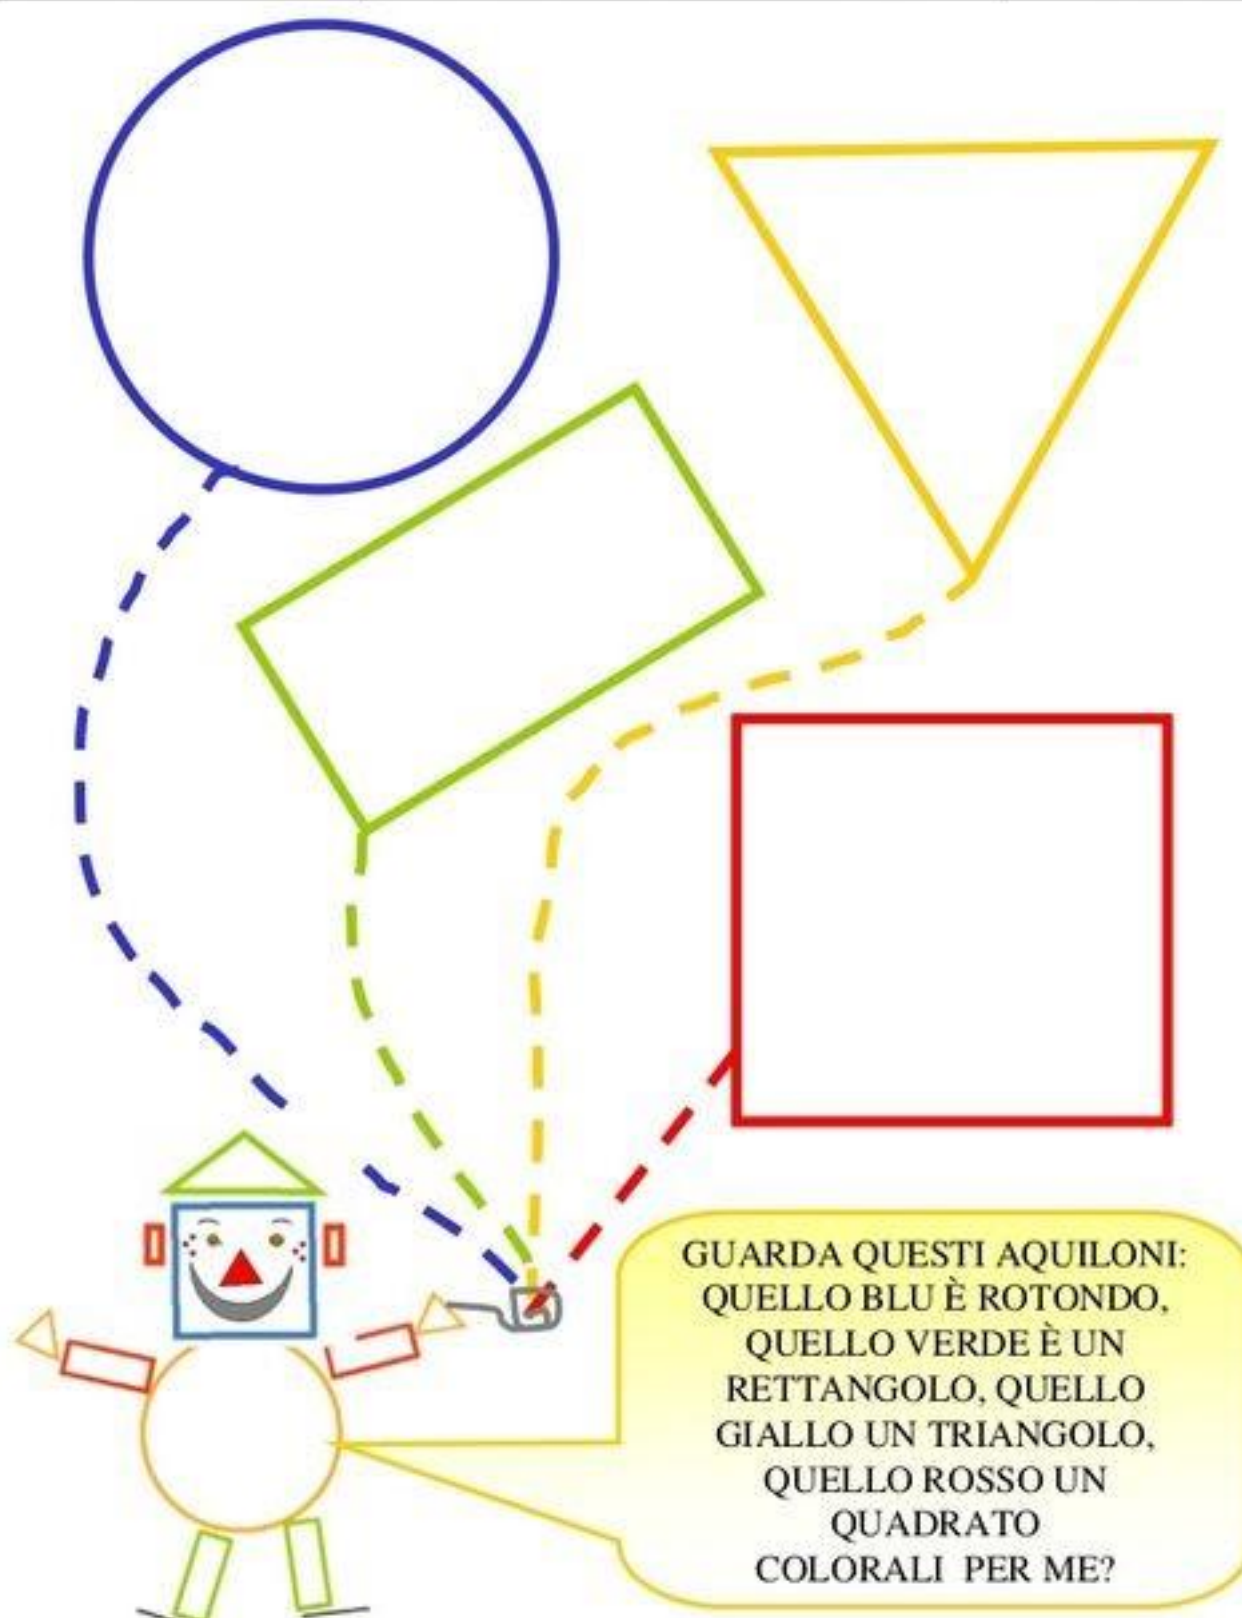 GUARDA QUESTI AQUILONI:
QUELLO BLU È ROTONDO,
QUELLO VERDE È UN
RETTANGOLO, QUELLO
GIALLO UN TRIANGOLO,
QUELLO ROSSO UN
QUADRATO
COLORALI PER ME?